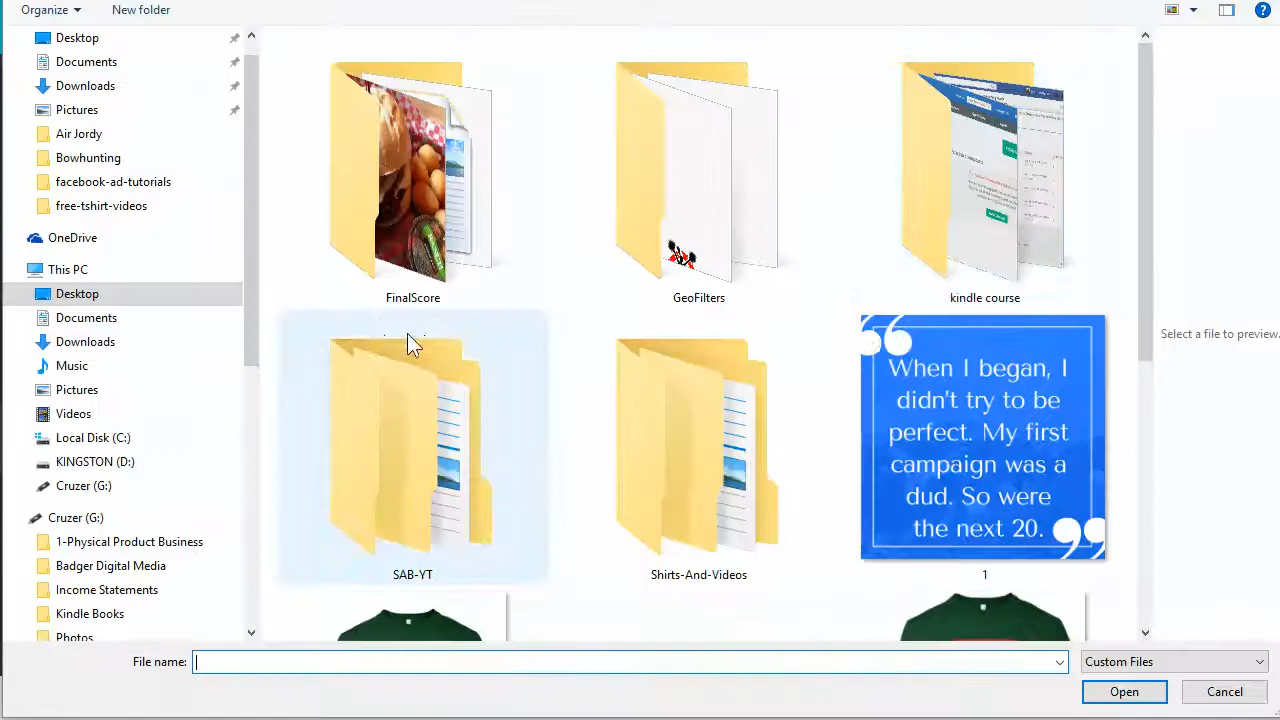 Organize
New folder
Desktop
Documents
Downloads
Pictures
Air Jordy
Bowhunting
facebook-ad-tutorials
free-tshirt-videos
OneDrive
This PC
Desktop
Documents
Downloads
Music
Pictures
Videos
Local Disk (C:)
KINGSTON (D:)
Cruzer (G:)
Cruzer (G:)
1-Physical Product Business
Badger Digital Media
Income Statements
Kindle Books
Photos
FinalScore
GeoFilters
kindle course
SAB-YT
Shirts-And-Videos
When I began, I
didn't try to be
perfect. My first
campaign was a
dud. So were
the next 20.
1
Select a file to preview.
File name:
Custom Files
Open
Cancel